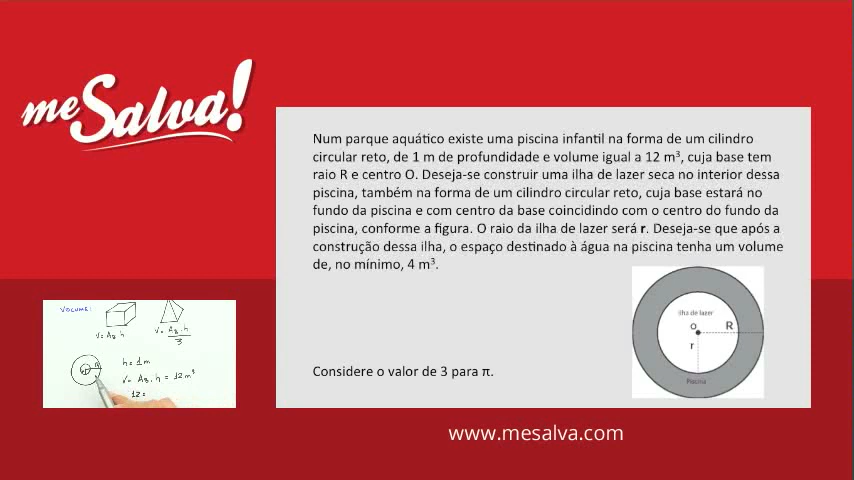 me Salva!
Num parque aquático existe uma piscina infantil na forma de um cilindro
circular reto, de 1 m de profundidade e volume igual a 12 m³, cuja base tem
raio R e centro O. Deseja-se construir uma ilha de lazer seca no interior dessa
piscina, também na forma de um cilindro circular reto, cuja base estará no
fundo da piscina e com centro da base coincidindo com o centro do fundo da
piscina, conforme a figura. O raio da ilha de lazer será r. Deseja-se que após a
construção dessa ilha, o espaço destinado à água na piscina tenha um volume
de, no mínimo, 4 m³.
Ilha de lazer
O R
r
Piscina
Considere o valor de 3 para π.
VOLUME:
V = AB . h
V = AB . h
3
h = 1 m
V = AB . h = 12 m³
12 =
www.mesalva.com